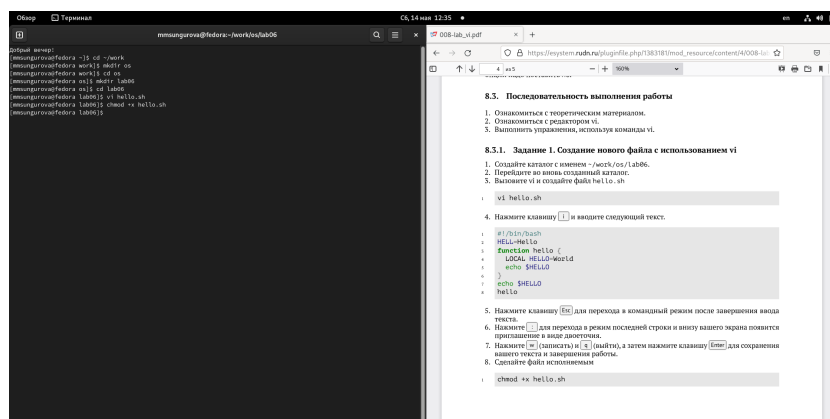 Обзор
Терминал
Сб, 14 мая 12:35
en
mmsungurova@fedora:~/work/os/lab06
Добрый вечер:
[mmsungurova@fedora ~]$ cd ~/work
[mmsungurova@fedora work]$ mkdir os
[mmsungurova@fedora work]$ cd os
[mmsungurova@fedora os]$ mkdir lab06
[mmsungurova@fedora os]$ cd lab06
[mmsungurova@fedora lab06]$ vi hello.sh
[mmsungurova@fedora lab06]$ chmod +x hello.sh
[mmsungurova@fedora lab06]$
008-lab_vi.pdf
https://esystem.rudn.ru/pluginfile.php/1383181/mod_resource/content/4/008-lab
4 из 5
160%
8.3. Последовательность выполнения работы
1. Ознакомиться с теоретическим материалом.
2. Ознакомиться с редактором vi.
3. Выполнить упражнения, используя команды vi.
8.3.1. Задание 1. Создание нового файла с использованием vi
1. Создайте каталог с именем ~/work/os/lab06.
2. Перейдите во вновь созданный каталог.
3. Вызовите vi и создайте файл hello.sh
1 vi hello.sh
4. Нажмите клавишу i и вводите следующий текст.
1 #!/bin/bash
2 HELL=Hello
3 function hello {
4 LOCAL HELLO=World
5 echo $HELLO
6 }
7 echo $HELLO
8 hello
5. Нажмите клавишу Esc для перехода в командный режим после завершения ввода
текста.
6. Нажмите : для перехода в режим последней строки и внизу вашего экрана появится
приглашение в виде двоеточия.
7. Нажмите w (записать) и q (выйти), а затем нажмите клавишу Enter для сохранения
вашего текста и завершения работы.
8. Сделайте файл исполняемым
1 chmod +x hello.sh